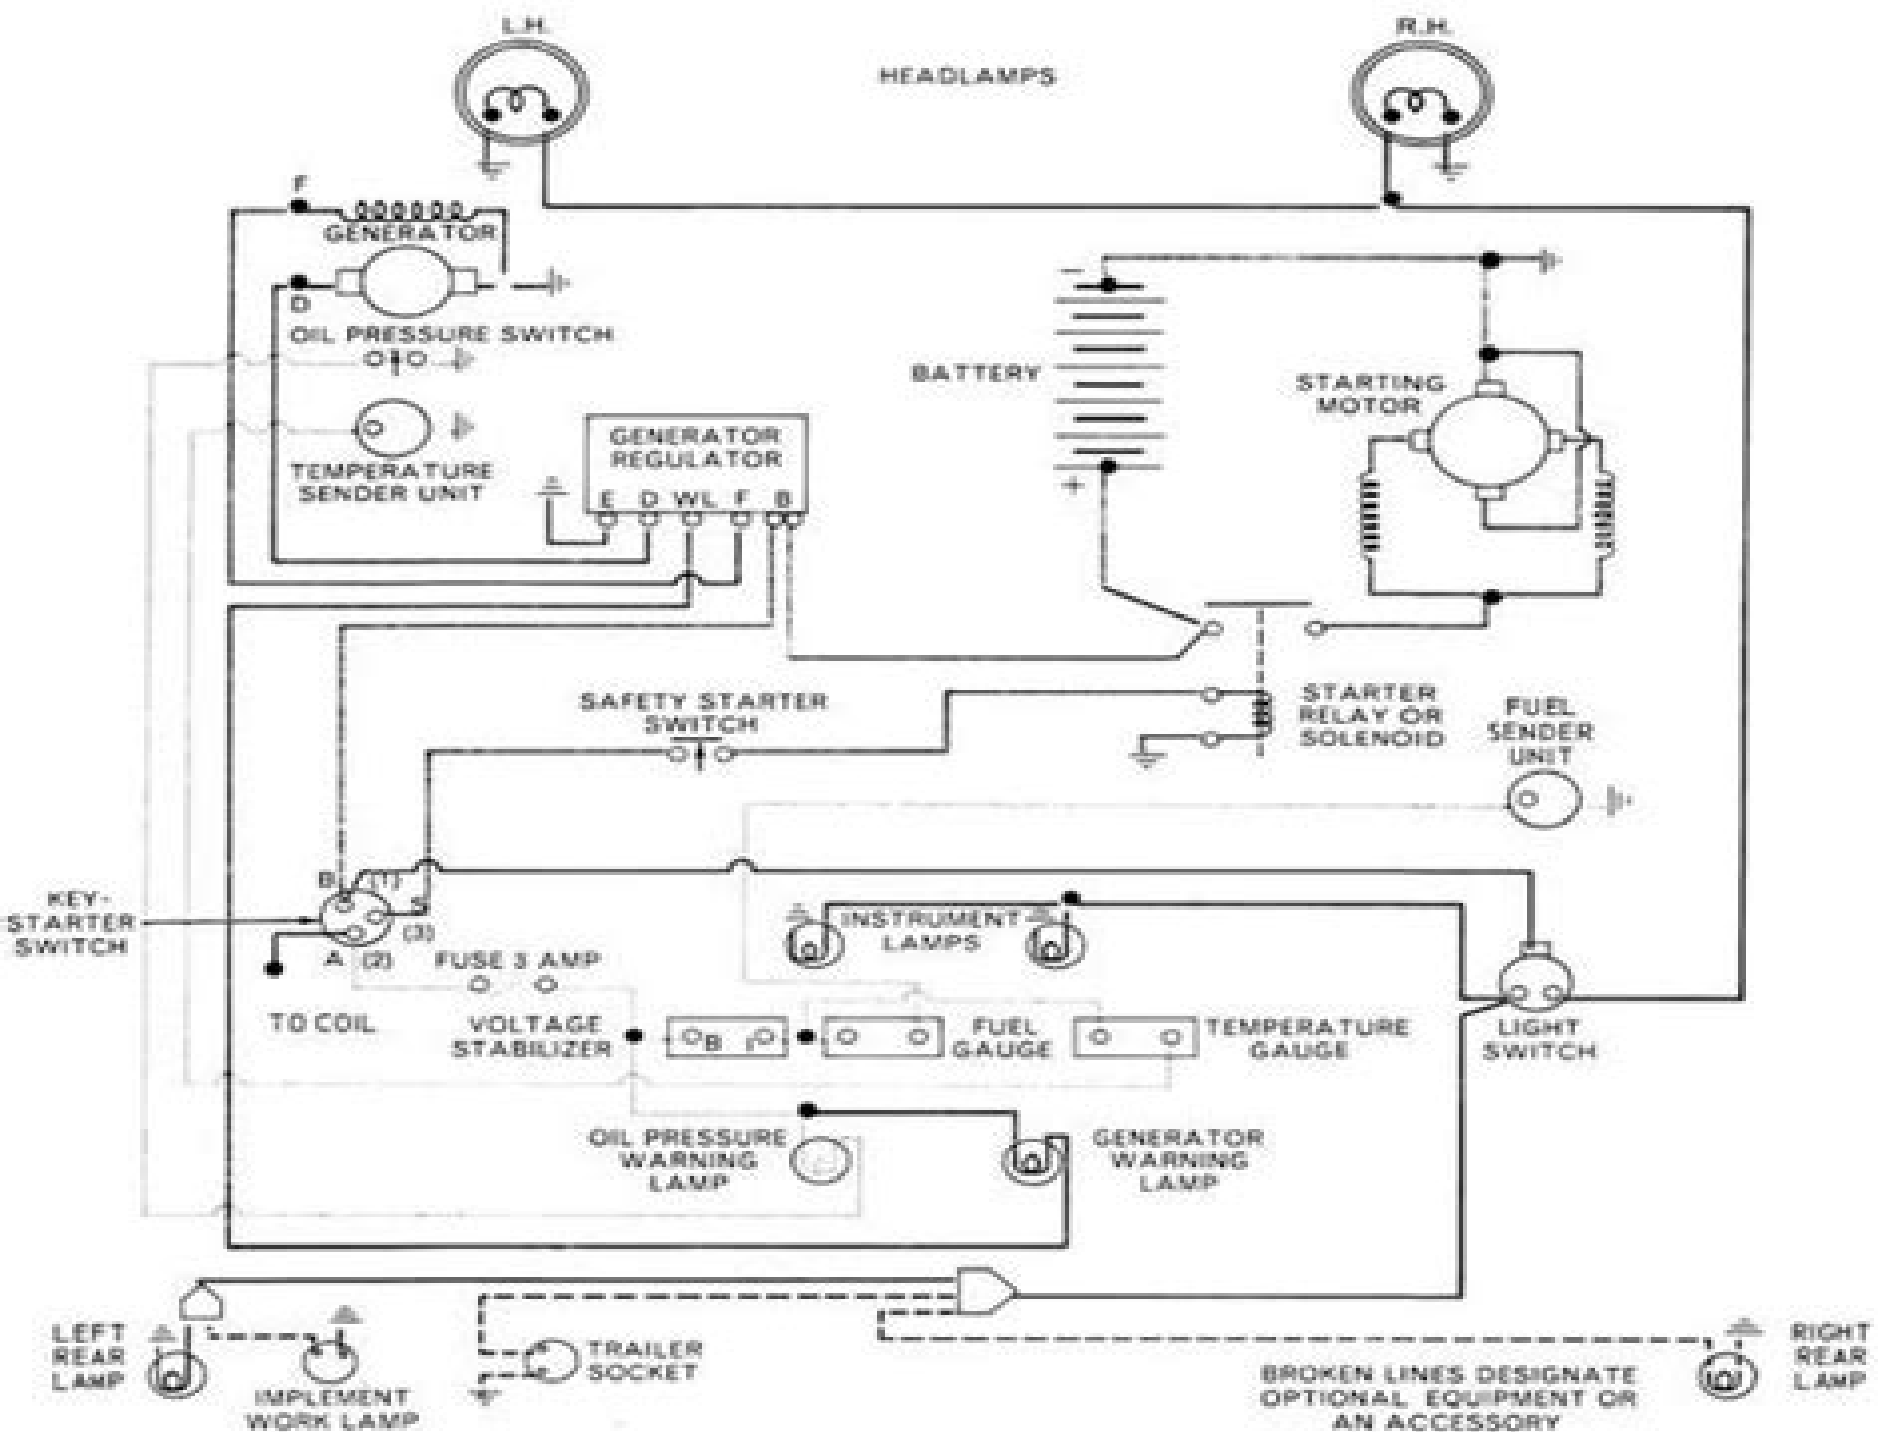 L.H.
R.H.
HEADLAMPS
F
GENERATOR
D
OIL PRESSURE SWITCH
−
BATTERY
STARTING
MOTOR
GENERATOR
REGULATOR
TEMPERATURE
SENDER UNIT
E D WL F B
+
SAFETY STARTER
SWITCH
STARTER
RELAY OR
SOLENOID
FUEL
SENDER
UNIT
KEY-
STARTER
SWITCH
B (1)
S
(3)
A (2)
FUSE 3 AMP
INSTRUMENT
LAMPS
TO COIL
VOLTAGE
STABILIZER
B I
FUEL
GAUGE
TEMPERATURE
GAUGE
LIGHT
SWITCH
OIL PRESSURE
WARNING
LAMP
GENERATOR
WARNING
LAMP
LEFT
REAR
LAMP
IMPLEMENT
WORK LAMP
TRAILER
SOCKET
BROKEN LINES DESIGNATE
OPTIONAL EQUIPMENT OR
AN ACCESSORY
RIGHT
REAR
LAMP